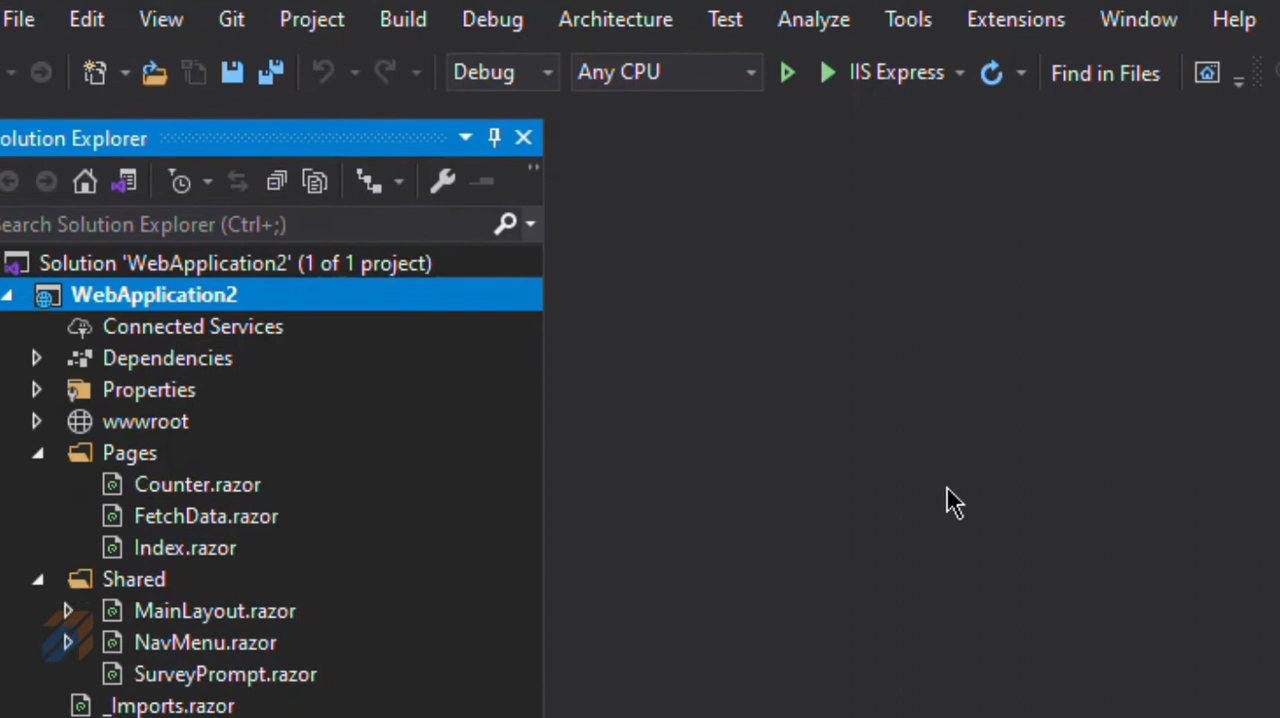 File Edit View Git Project Build Debug Architecture Test Analyze Tools Extensions Window Help
Debug Any CPU IIS Express Find in Files
olution Explorer
earch Solution Explorer (Ctrl+;)
Solution 'WebApplication2' (1 of 1 project)
WebApplication2
Connected Services
Dependencies
Properties
wwwroot
Pages
Counter.razor
FetchData.razor
Index.razor
Shared
MainLayout.razor
NavMenu.razor
SurveyPrompt.razor
_Imports.razor